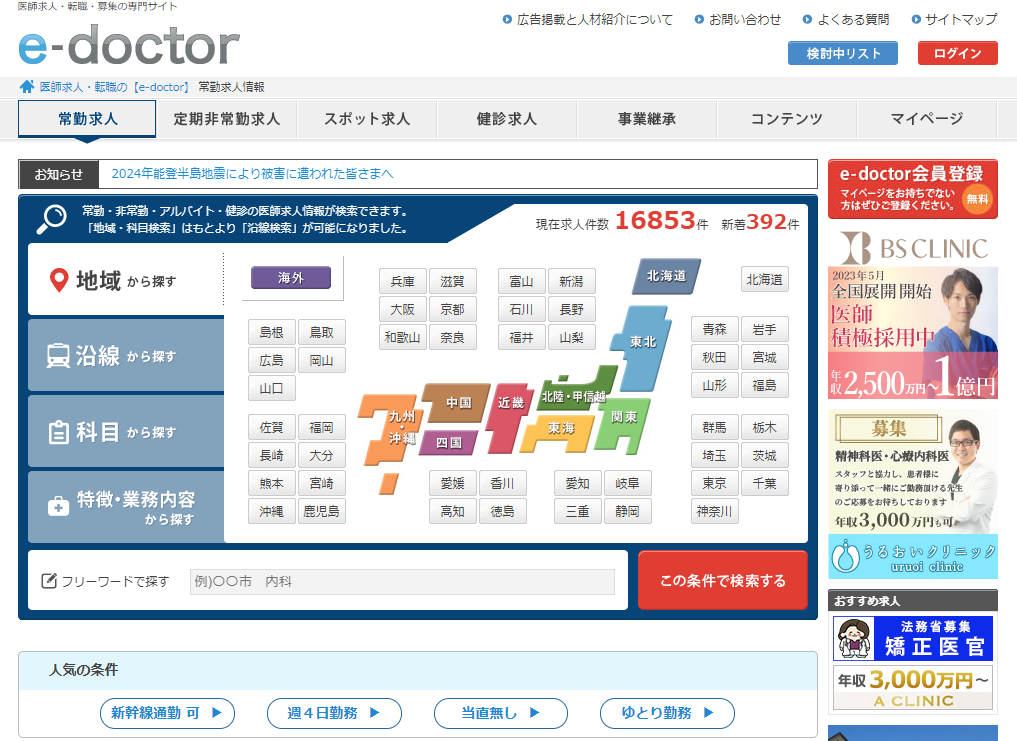 医師求人・転職・募集の専門サイト
広告掲載と人材紹介について お問い合わせ よくある質問 サイトマップ
e-doctor
検討中リスト ログイン
医師求人・転職の【e-doctor】 常勤求人情報
常勤求人 定期非常勤求人 スポット求人 健診求人 事業継承 コンテンツ マイページ
お知らせ 2024年能登半島地震により被害に遭われた皆さまへ
常勤・非常勤・アルバイト・健診の医師求人情報が検索できます。
「地域・科目検索」はもとより「沿線検索」が可能になりました。
現在求人件数 16853件 新着392件
地域 から探す
沿線 から探す
科目 から探す
特徴・業務内容
から探す
海外
島根 鳥取
広島 岡山
山口
佐賀 福岡
長崎 大分
熊本 宮崎
沖縄 鹿児島
兵庫 滋賀
大阪 京都
和歌山 奈良
富山 新潟
石川 長野
福井 山梨
北海道
東北
北陸・甲信越
関東
東海
近畿
中国
四国
九州
・
沖縄
愛媛 香川
高知 徳島
愛知 岐阜
三重 静岡
北海道
青森 岩手
秋田 宮城
山形 福島
群馬 栃木
埼玉 茨城
東京 千葉
神奈川
フリーワードで探す 例)〇〇市 内科
この条件で検索する
人気の条件
新幹線通勤 可 ▶ 週４日勤務 ▶ 当直無し ▶ ゆとり勤務 ▶
e-doctor会員登録
マイページをお持ちでない
方はぜひご登録ください。
無料
BS CLINIC
2023年5月
全国展開開始
医師
積極採用中
年収2,500万円～1億円
募集
精神科医・心療内科医
スタッフと協力し、患者様に
寄り添って一緒にご勤務頂ける先生
のご応募をお待ちしております
年収3,000万円も可
うるおいクリニック
uruoi clinic
おすすめ求人
法務省募集
矯正医官
年収3,000万円～
A CLINIC